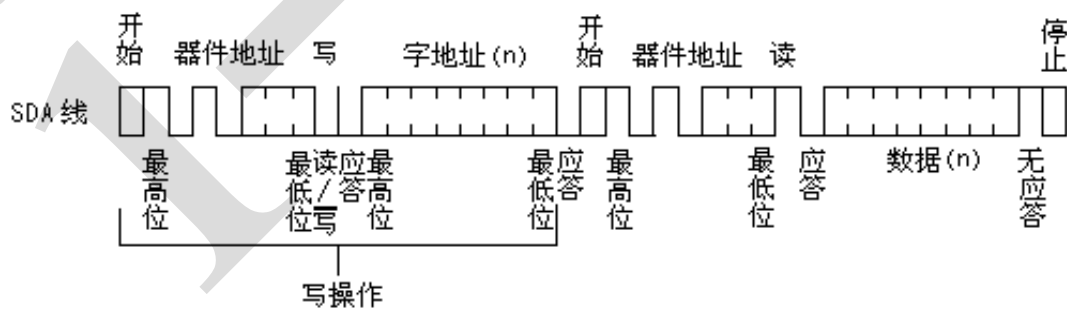 开始 器件地址 写 字地址(n) 开始 器件地址 读 停止
SDA 线
最高位 最低位 读/写 应答 最高位 最低位 应答 最高位 最低位 应答 数据(n) 无应答
写操作